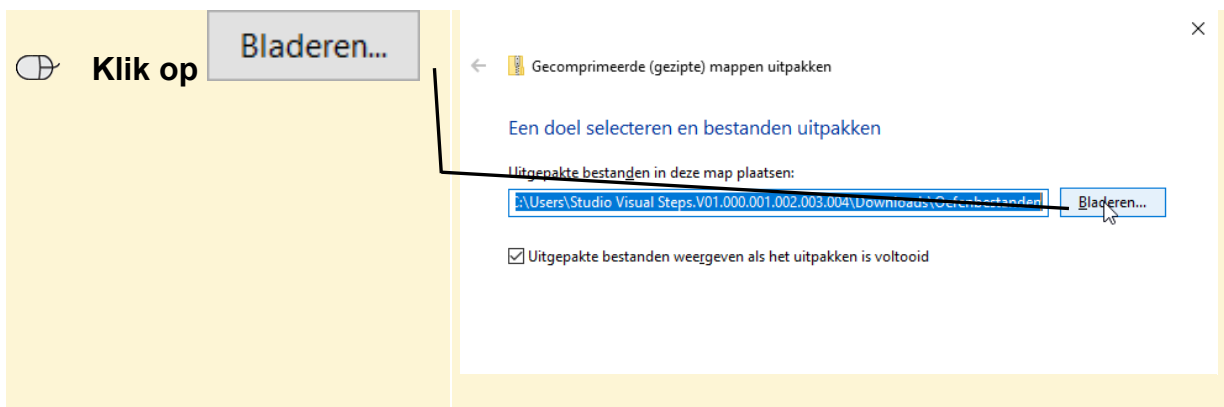 Klik op Bladeren...
Gecomprimeerde (gezipte) mappen uitpakken
Een doel selecteren en bestanden uitpakken
Uitgepakte bestanden in deze map plaatsen:
C:\Users\Studio Visual Steps.V01.000.001.002.003.004\Downloads\Oefenbestanden
Bladeren...
Uitgepakte bestanden weergeven als het uitpakken is voltooid